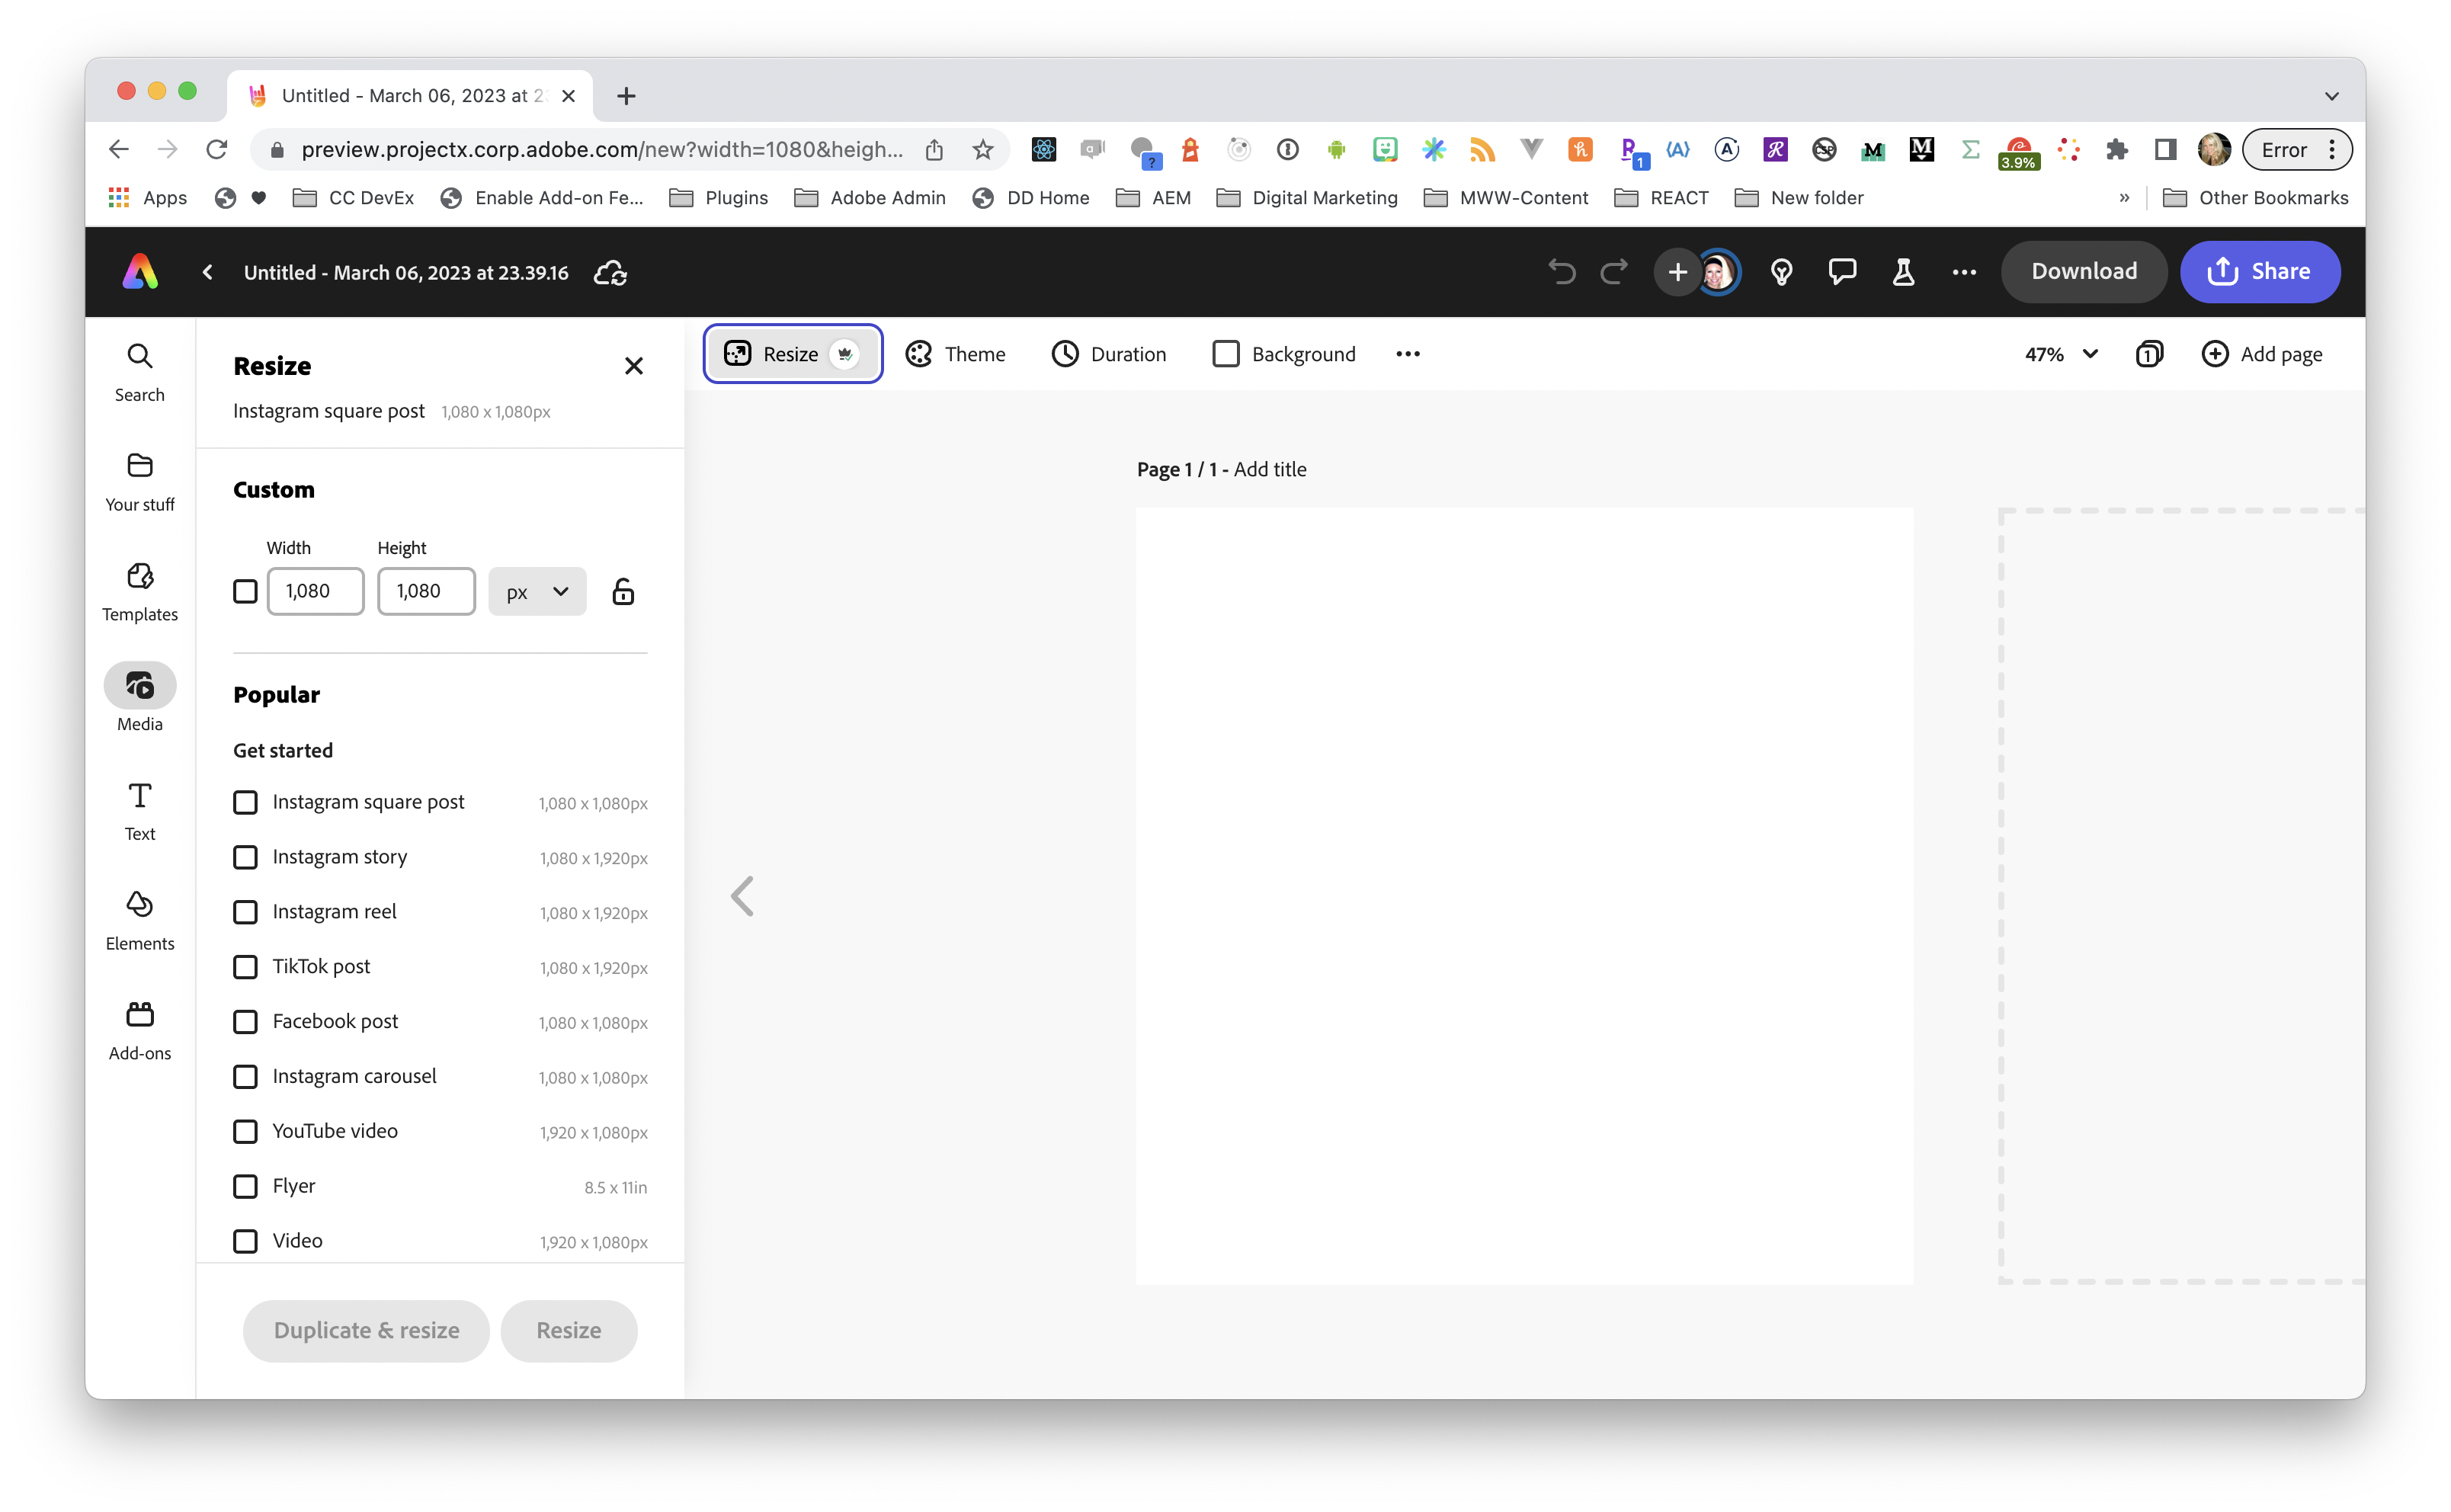 Untitled - March 06, 2023 at 2
preview.projectx.corp.adobe.com/new?width=1080&heigh...
?
1
3.9%
Error
Apps
CC DevEx
Enable Add-on Fe...
Plugins
Adobe Admin
DD Home
AEM
Digital Marketing
MWW-Content
REACT
New folder
»
Other Bookmarks
Untitled - March 06, 2023 at 23.39.16
Download
Share
Search
Your stuff
Templates
Media
Text
Elements
Add-ons
Resize
Instagram square post 1,080 x 1,080px
Custom
Width Height
1,080 1,080 px
Popular
Get started
Instagram square post 1,080 x 1,080px
Instagram story 1,080 x 1,920px
Instagram reel 1,080 x 1,920px
TikTok post 1,080 x 1,920px
Facebook post 1,080 x 1,080px
Instagram carousel 1,080 x 1,080px
YouTube video 1,920 x 1,080px
Flyer 8.5 x 11in
Video 1,920 x 1,080px
Duplicate & resize Resize
Resize Theme Duration Background
47% 1 Add page
Page 1 / 1 - Add title